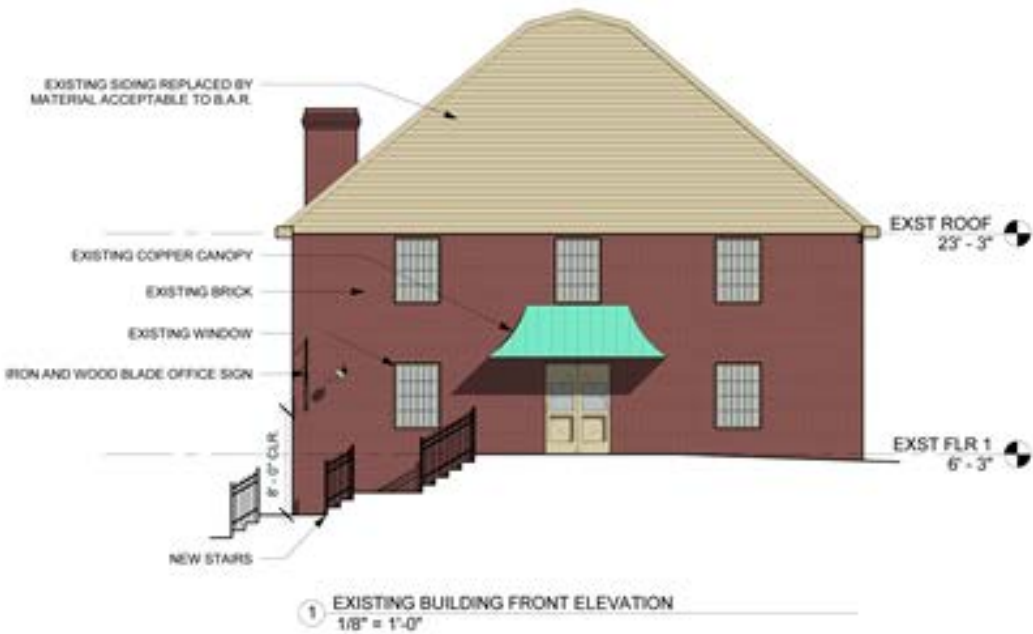 EXISTING SIDING REPLACED BY
MATERIAL ACCEPTABLE TO B.A.R.
EXST ROOF
23' - 3"
EXISTING COPPER CANOPY
EXISTING BRICK
EXISTING WINDOW
IRON AND WOOD BLADE OFFICE SIGN
8' - 0" CLR.
EXST FLR 1
6' - 3"
NEW STAIRS
1 EXISTING BUILDING FRONT ELEVATION
1/8" = 1'-0"